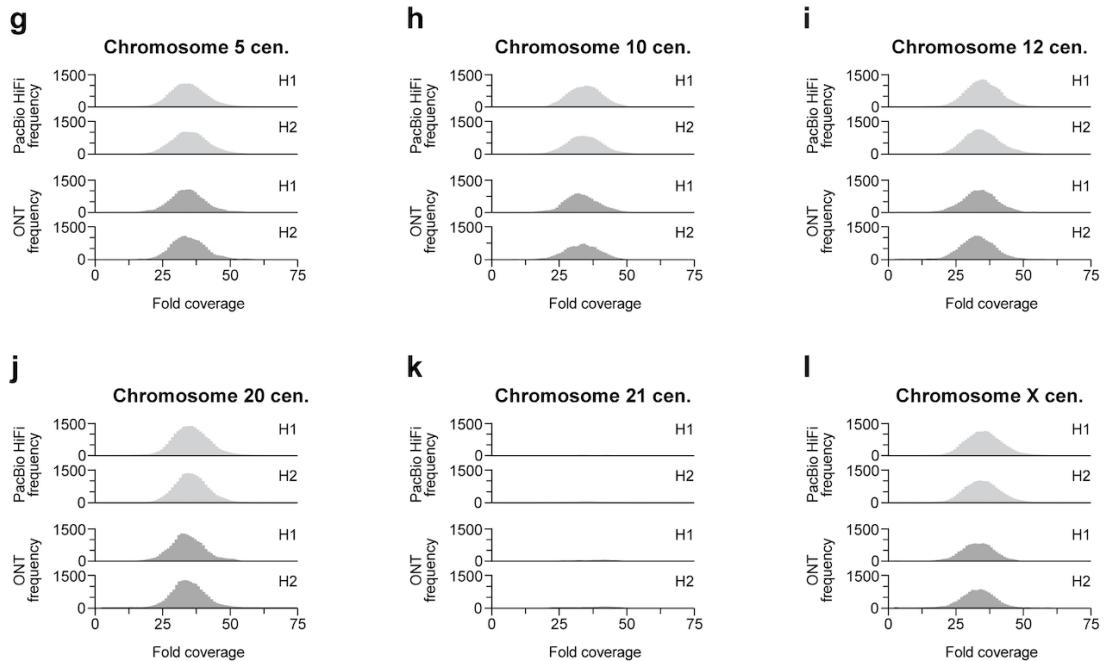 g
Chromosome 5 cen.
PacBio HiFi
frequency
1500
0
H1
1500
0
H2
ONT
frequency
1500
0
H1
1500
0
H2
0 25 50 75
Fold coverage
h
Chromosome 10 cen.
PacBio HiFi
frequency
1500
0
H1
1500
0
H2
ONT
frequency
1500
0
H1
1500
0
H2
0 25 50 75
Fold coverage
i
Chromosome 12 cen.
PacBio HiFi
frequency
1500
0
H1
1500
0
H2
ONT
frequency
1500
0
H1
1500
0
H2
0 25 50 75
Fold coverage
j
Chromosome 20 cen.
PacBio HiFi
frequency
1500
0
H1
1500
0
H2
ONT
frequency
1500
0
H1
1500
0
H2
0 25 50 75
Fold coverage
k
Chromosome 21 cen.
PacBio HiFi
frequency
1500
0
H1
1500
0
H2
ONT
frequency
1500
0
H1
1500
0
H2
0 25 50 75
Fold coverage
l
Chromosome X cen.
PacBio HiFi
frequency
1500
0
H1
1500
0
H2
ONT
frequency
1500
0
H1
1500
0
H2
0 25 50 75
Fold coverage